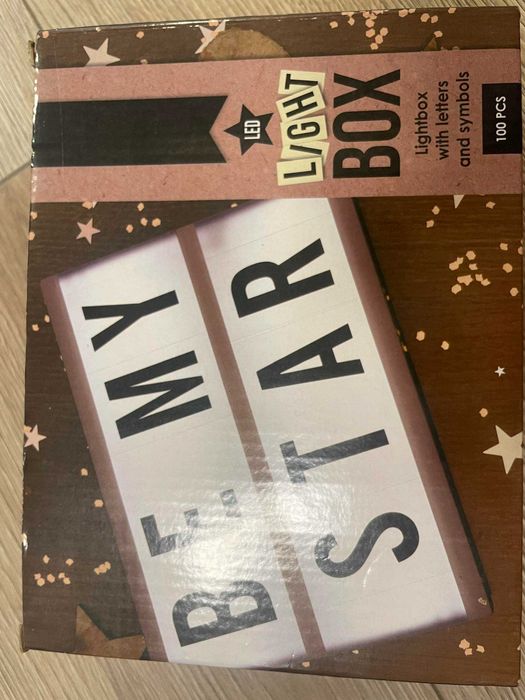 LED
LIGHT
BOX
Lightbox
with letters
and symbols
100 PCS
BE MY
STAR